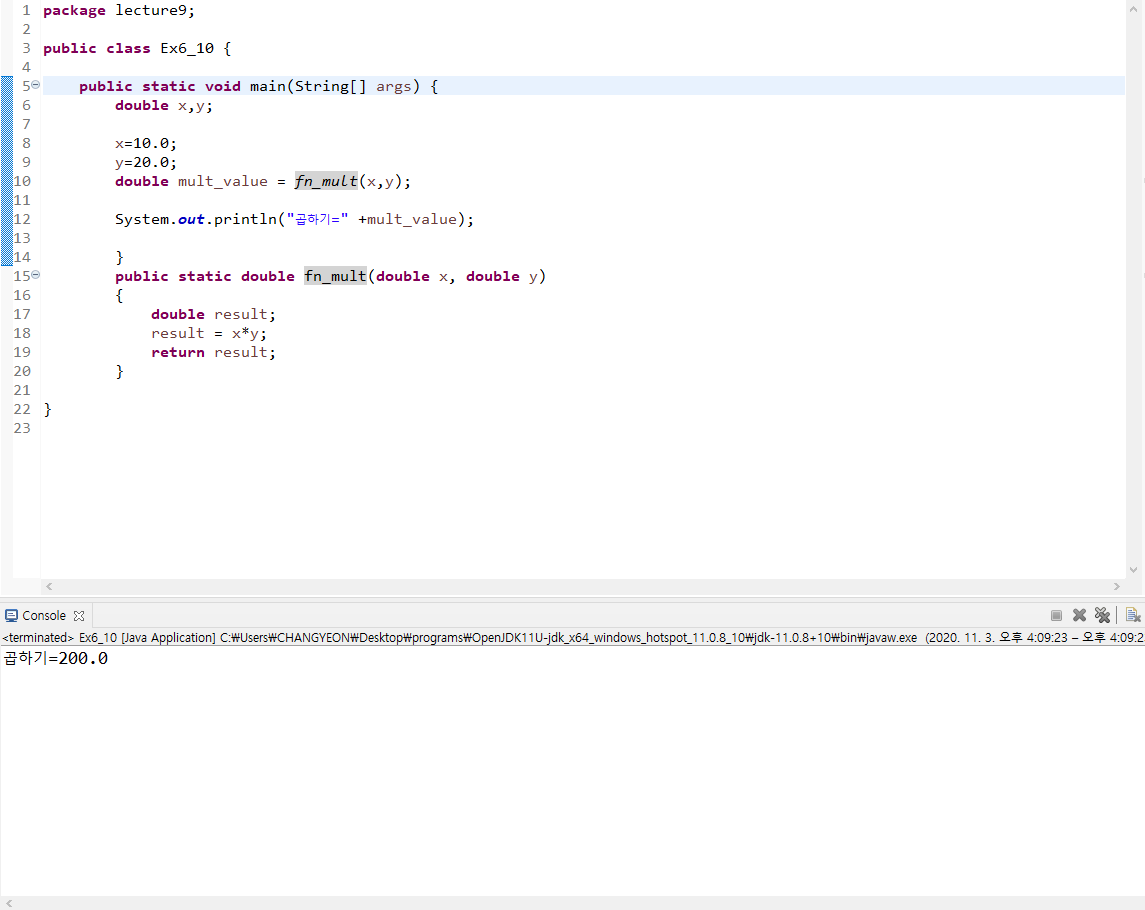 1 package lecture9;
2
3 public class Ex6_10 {
4
5 public static void main(String[] args) {
6 double x,y;
7
8 x=10.0;
9 y=20.0;
10 double mult_value = fn_mult(x,y);
11
12 System.out.println("곱하기=" +mult_value);
13
14 }
15 public static double fn_mult(double x, double y)
16 {
17 double result;
18 result = x*y;
19 return result;
20 }
21
22 }
23
Console
<terminated> Ex6_10 [Java Application] C:₩Users₩CHANGYEON₩Desktop₩programs₩OpenJDK11U-jdk_x64_windows_hotspot_11.0.8_10₩jdk-11.0.8+10₩bin₩javaw.exe (2020. 11. 3. 오후 4:09:23 – 오후 4:09:2
곱하기=200.0